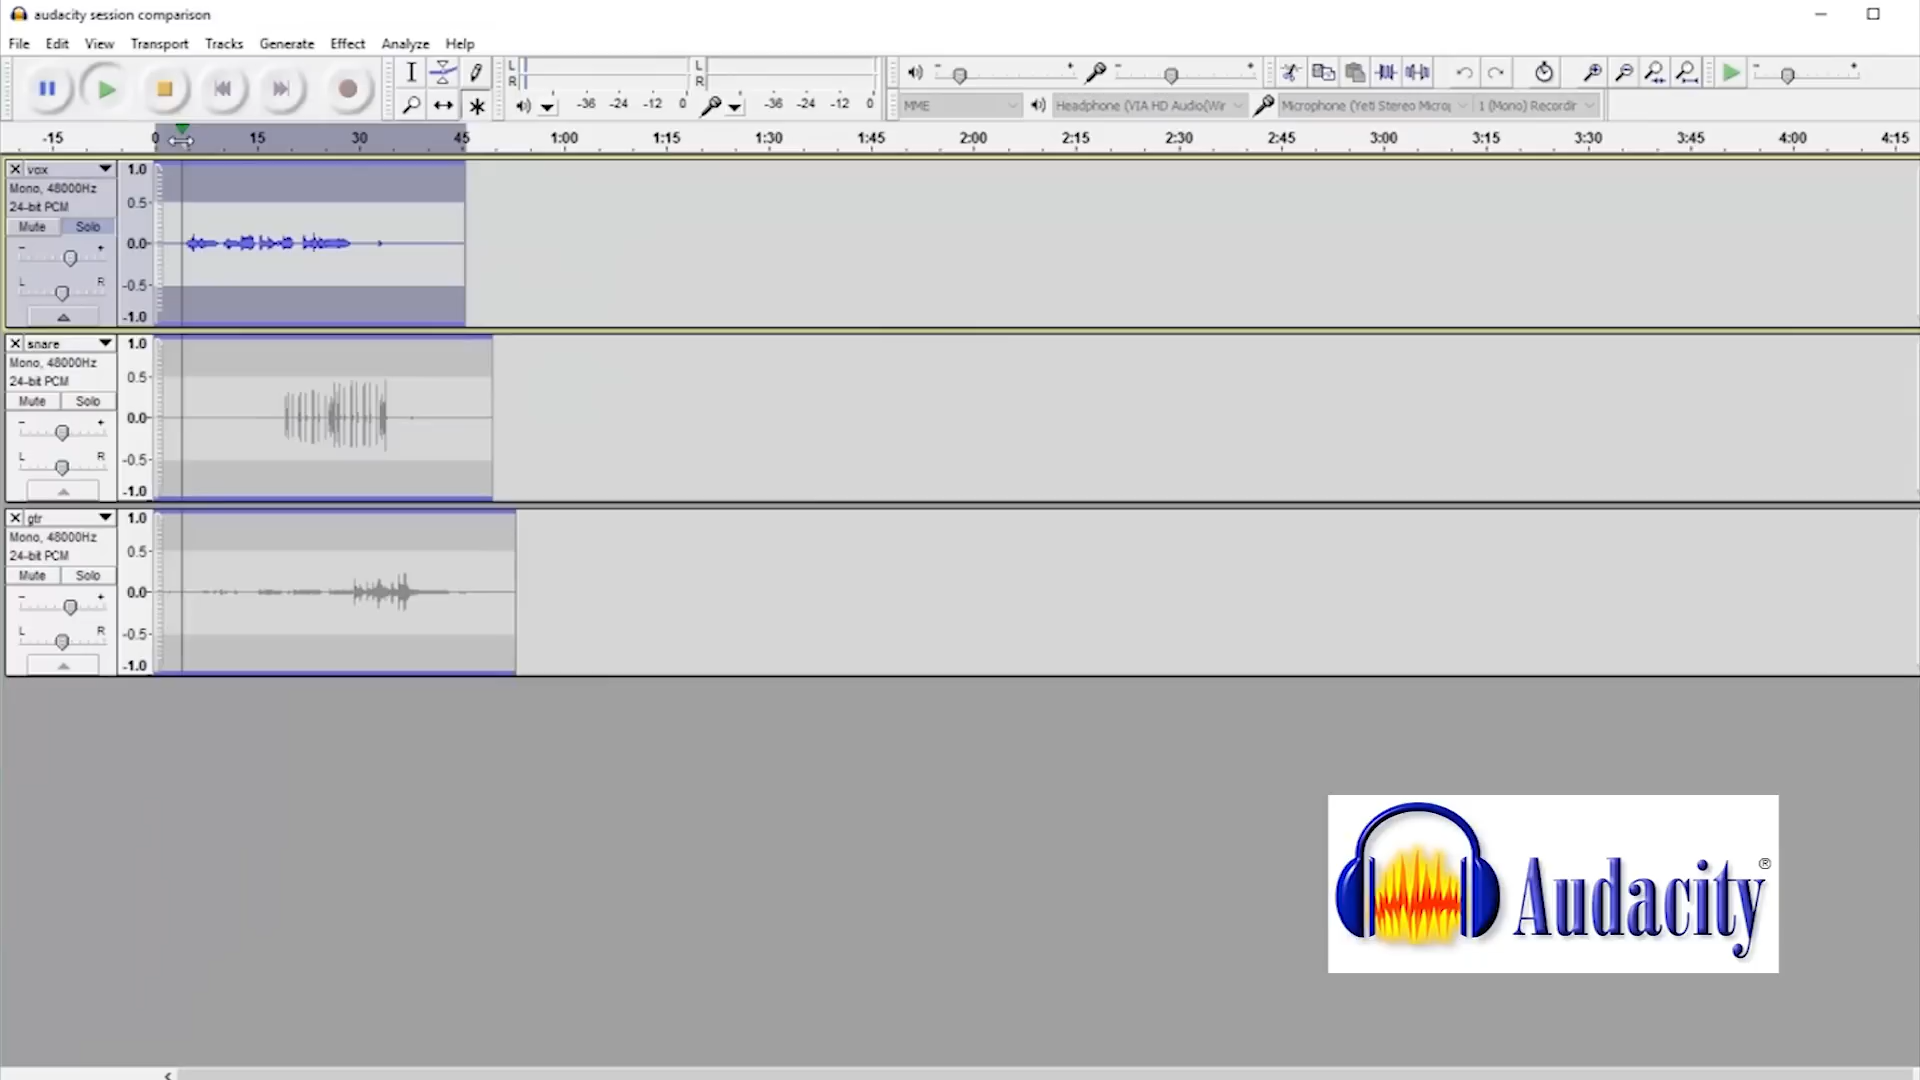 audacity session comparison
File Edit View Transport Tracks Generate Effect Analyze Help
L
R
-36 -24 -12 0
L
R
-36 -24 -12 0
MME
Headphone (VIA HD Audio(Wir
Microphone (Yeti Stereo Microp
1 (Mono) Recordir
-15 0 15 30 45 1:00 1:15 1:30 1:45 2:00 2:15 2:30 2:45 3:00 3:15 3:30 3:45 4:00 4:15
vox
Mono, 48000Hz
24-bit PCM
Mute Solo
- +
L R
1.0
0.5
0.0
-0.5
-1.0
snare
Mono, 48000Hz
24-bit PCM
Mute Solo
- +
L R
1.0
0.5
0.0
-0.5
-1.0
gtr
Mono, 48000Hz
24-bit PCM
Mute Solo
- +
L R
1.0
0.5
0.0
-0.5
-1.0
Audacity®